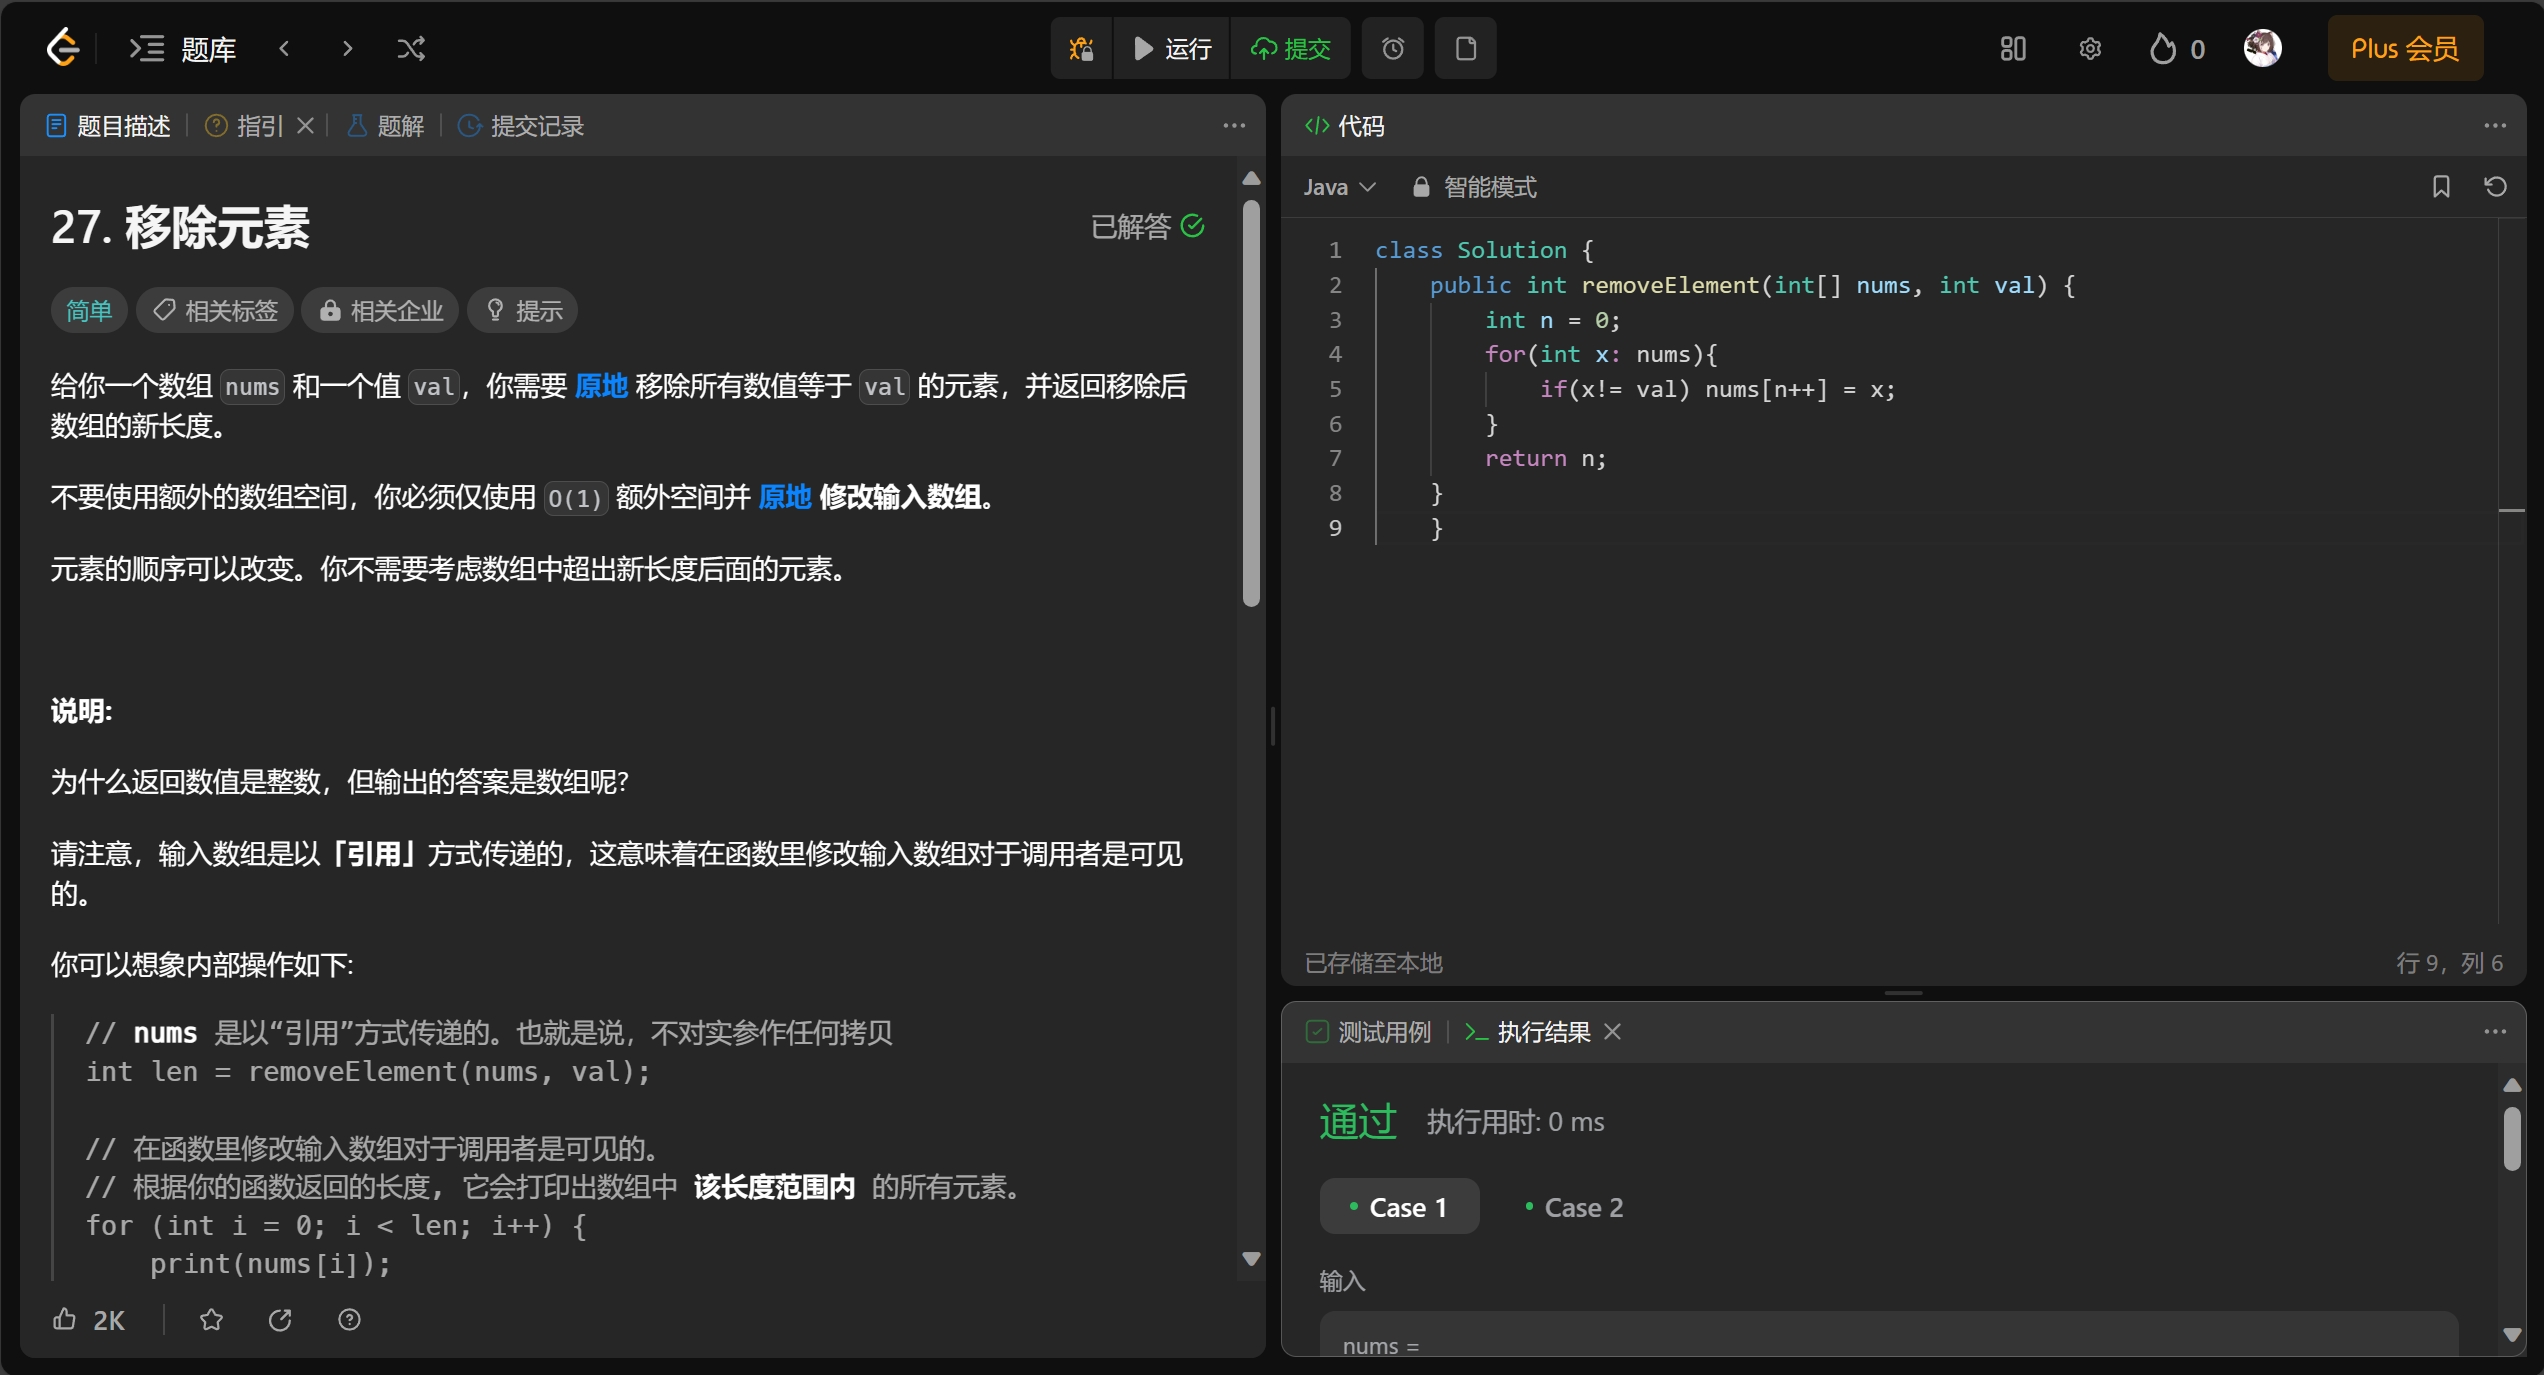 题库
运行
提交
0
Plus 会员
题目描述
指引
题解
提交记录
27. 移除元素
已解答
简单
相关标签
相关企业
提示
给你一个数组 nums 和一个值 val，你需要 原地 移除所有数值等于 val 的元素，并返回移除后
数组的新长度。
不要使用额外的数组空间，你必须仅使用 O(1) 额外空间并 原地 修改输入数组。
元素的顺序可以改变。你不需要考虑数组中超出新长度后面的元素。
说明:
为什么返回数值是整数，但输出的答案是数组呢?
请注意，输入数组是以「引用」方式传递的，这意味着在函数里修改输入数组对于调用者是可见
的。
你可以想象内部操作如下:
// nums 是以“引用”方式传递的。也就是说，不对实参作任何拷贝
int len = removeElement(nums, val);
// 在函数里修改输入数组对于调用者是可见的。
// 根据你的函数返回的长度, 它会打印出数组中 该长度范围内 的所有元素。
for (int i = 0; i < len; i++) {
    print(nums[i]);
2K
代码
Java
智能模式
1 class Solution {
2     public int removeElement(int[] nums, int val) {
3         int n = 0;
4         for(int x: nums){
5             if(x!= val) nums[n++] = x;
6         }
7         return n;
8     }
9     }
已存储至本地
行 9，列 6
测试用例
执行结果
通过
执行用时: 0 ms
Case 1
Case 2
输入
nums =